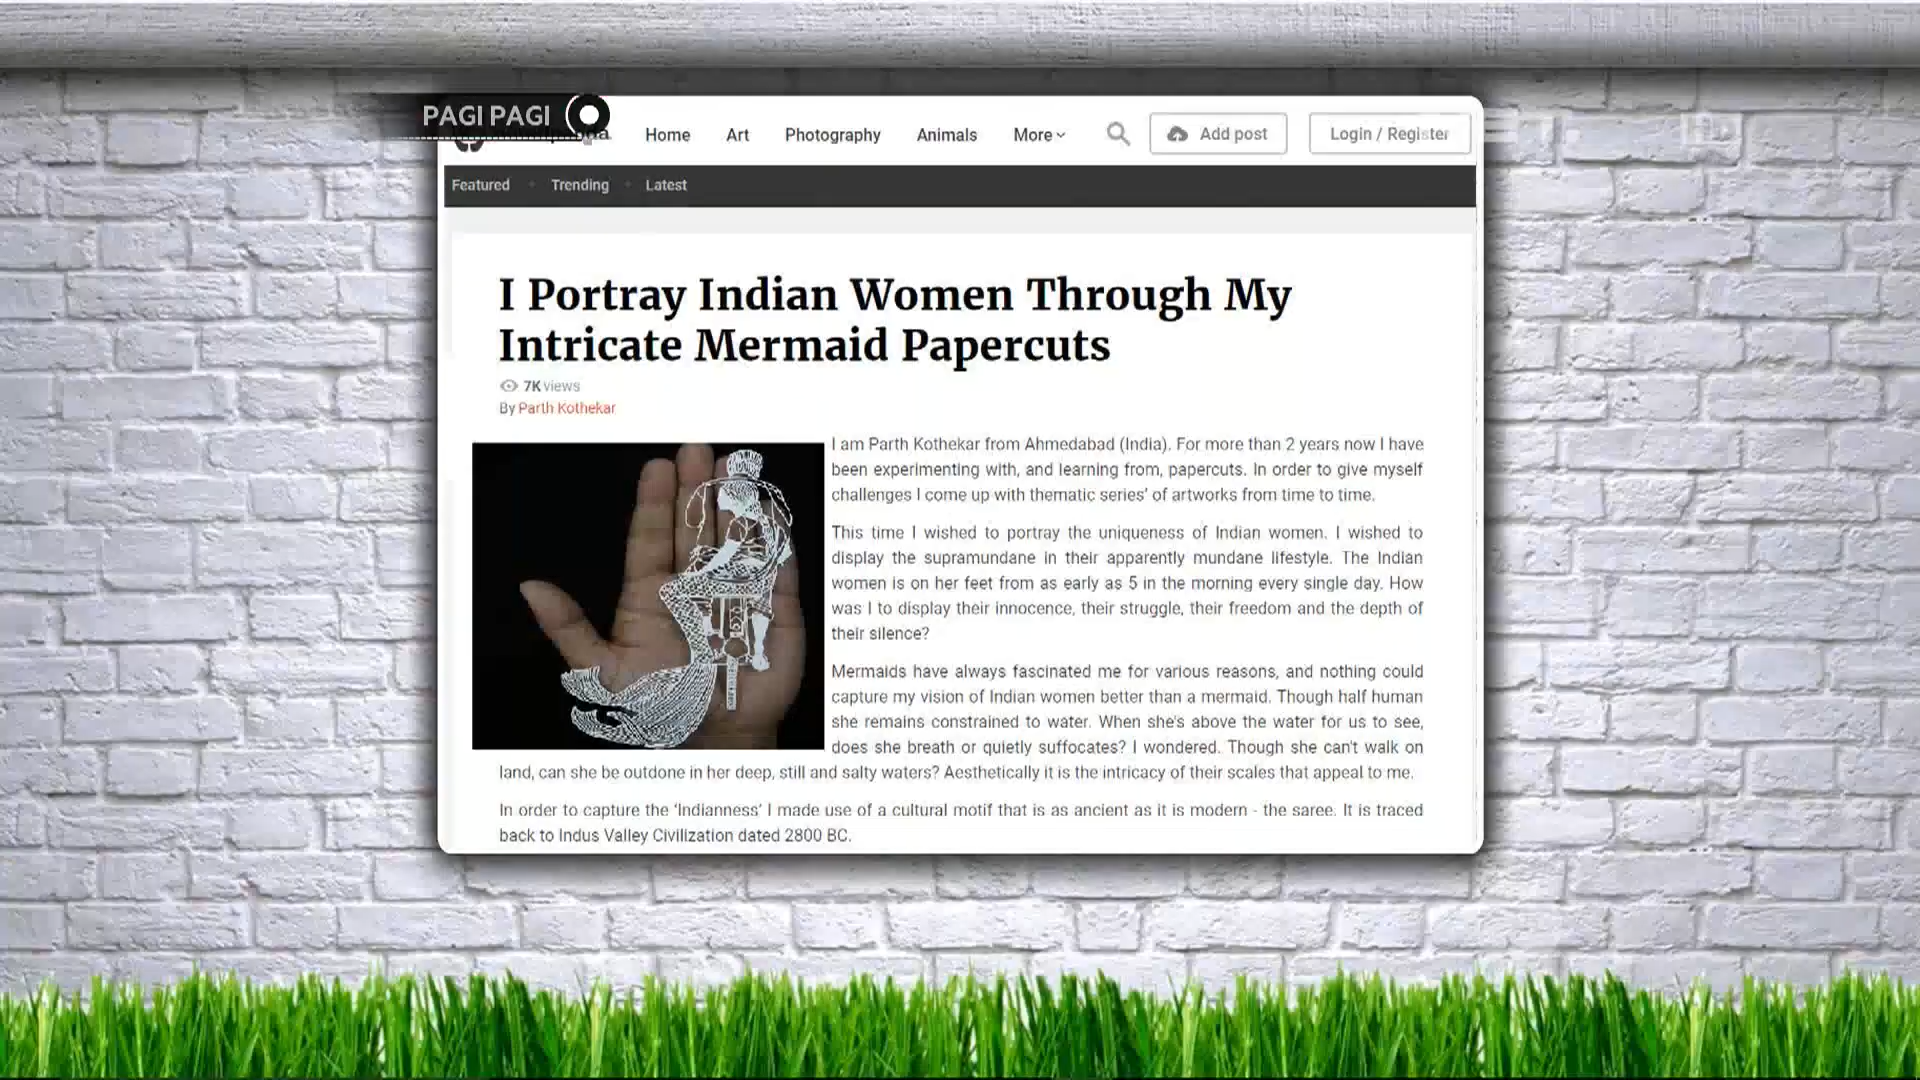 PAGI PAGI
Home Art Photography Animals More Add post Login / Register
Featured Trending Latest
I Portray Indian Women Through My
Intricate Mermaid Papercuts
7K views
By Parth Kothekar
I am Parth Kothekar from Ahmedabad (India). For more than 2 years now I have
been experimenting with, and learning from, papercuts. In order to give myself
challenges I come up with thematic series' of artworks from time to time.
This time I wished to portray the uniqueness of Indian women. I wished to
display the supramundane in their apparently mundane lifestyle. The Indian
women is on her feet from as early as 5 in the morning every single day. How
was I to display their innocence, their struggle, their freedom and the depth of
their silence?
Mermaids have always fascinated me for various reasons, and nothing could
capture my vision of Indian women better than a mermaid. Though half human
she remains constrained to water. When she's above the water for us to see,
does she breath or quietly suffocates? I wondered. Though she can't walk on
land, can she be outdone in her deep, still and salty waters? Aesthetically it is the intricacy of their scales that appeal to me.
In order to capture the 'Indianness' I made use of a cultural motif that is as ancient as it is modern - the saree. It is traced
back to Indus Valley Civilization dated 2800 BC.